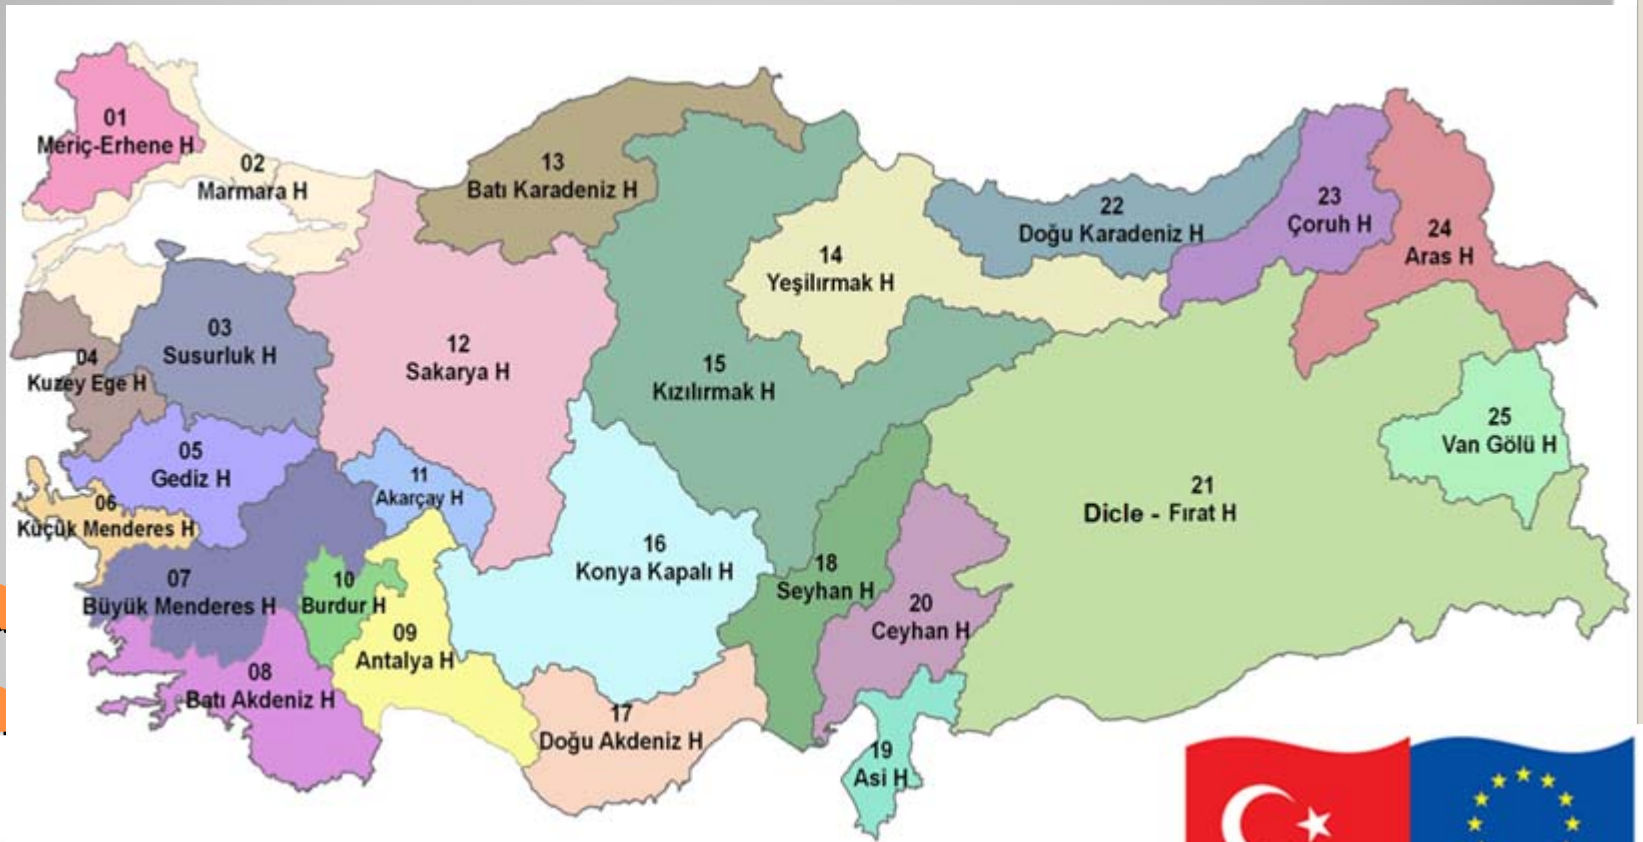 01
Meriç-Erhene H
02
Marmara H
03
Susurluk H
04
Kuzey Ege H
05
Gediz H
06
Küçük Menderes H
07
Büyük Menderes H
08
Batı Akdeniz H
09
Antalya H
10
Burdur H
11
Akarçay H
12
Sakarya H
13
Batı Karadeniz H
14
Yeşilırmak H
15
Kızılırmak H
16
Konya Kapalı H
17
Doğu Akdeniz H
18
Seyhan H
19
Asi H
20
Ceyhan H
21
Dicle - Fırat H
22
Doğu Karadeniz H
23
Çoruh H
24
Aras H
25
Van Gölü H